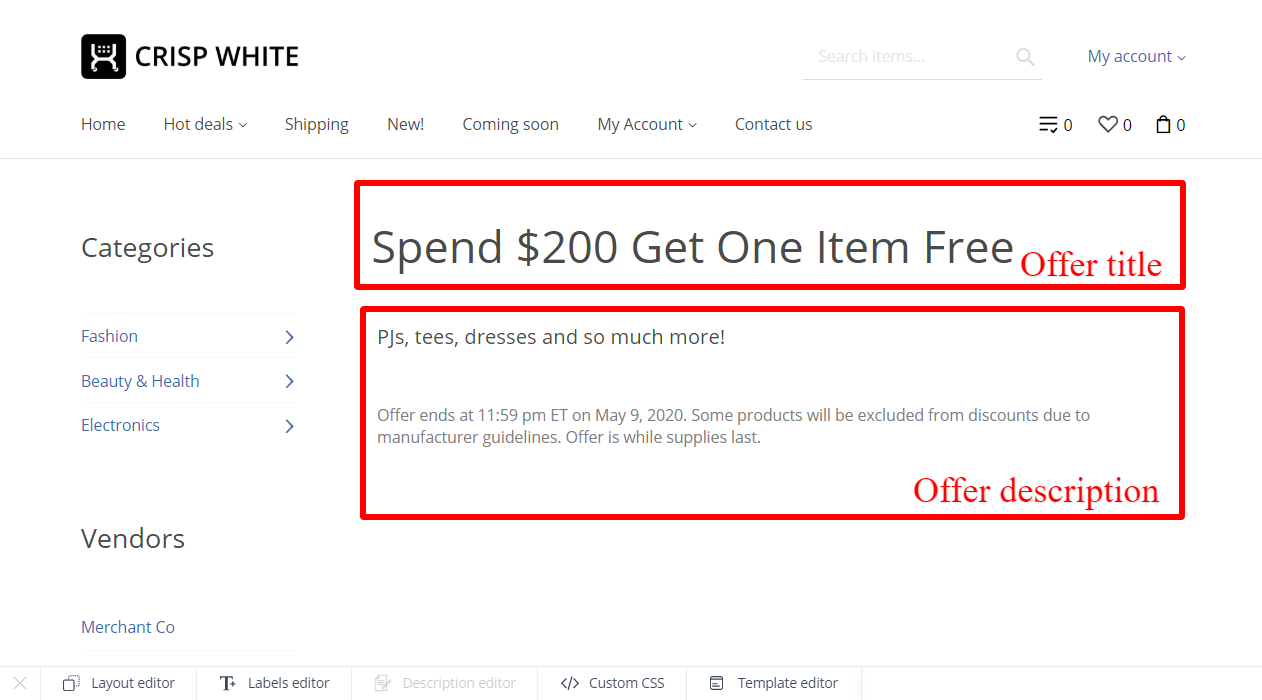 CRISP WHITE
Search items...
My account
Home Hot deals Shipping New! Coming soon My Account Contact us 0 0 0
Categories
Fashion
Beauty & Health
Electronics
Vendors
Merchant Co
Spend $200 Get One Item Free
Offer title
PJs, tees, dresses and so much more!
Offer ends at 11:59 pm ET on May 9, 2020. Some products will be excluded from discounts due to
manufacturer guidelines. Offer is while supplies last.
Offer description
Layout editor Labels editor Description editor Custom CSS Template editor